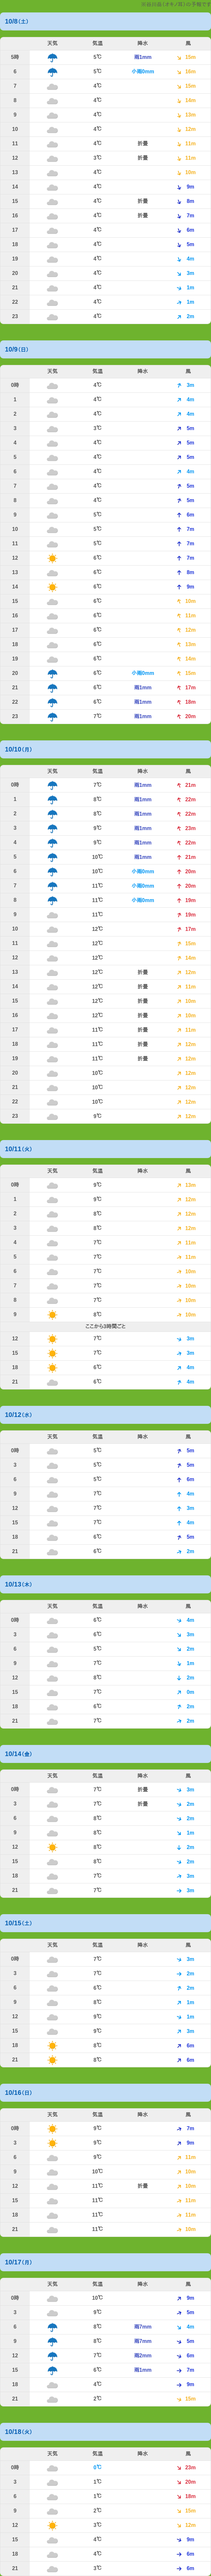 10/8(土)
天気 気温 降水 風
5時 5℃ 雨1mm 15m
6 5℃ 小雨0mm 16m
7 4℃ 15m
8 4℃ 14m
9 4℃ 13m
10 4℃ 12m
11 4℃ 折畳 11m
12 3℃ 折畳 11m
13 4℃ 10m
14 4℃ 9m
15 4℃ 折畳 8m
16 4℃ 折畳 7m
17 4℃ 6m
18 4℃ 5m
19 4℃ 4m
20 4℃ 3m
21 4℃ 1m
22 4℃ 1m
23 4℃ 2m
10/9(日)
天気 気温 降水 風
0時 4℃ 3m
1 4℃ 4m
2 4℃ 4m
3 3℃ 5m
4 4℃ 5m
5 4℃ 5m
6 4℃ 4m
7 4℃ 5m
8 4℃ 5m
9 5℃ 6m
10 5℃ 7m
11 5℃ 7m
12 6℃ 7m
13 6℃ 8m
14 6℃ 9m
15 6℃ 10m
16 6℃ 11m
17 6℃ 12m
18 6℃ 13m
19 6℃ 14m
20 6℃ 小雨0mm 15m
21 6℃ 雨1mm 17m
22 6℃ 雨1mm 18m
23 7℃ 雨1mm 20m
10/10(月)
天気 気温 降水 風
0時 7℃ 雨1mm 21m
1 8℃ 雨1mm 22m
2 8℃ 雨1mm 22m
3 9℃ 雨1mm 23m
4 9℃ 雨1mm 22m
5 10℃ 雨1mm 21m
6 10℃ 小雨0mm 20m
7 11℃ 小雨0mm 20m
8 11℃ 小雨0mm 19m
9 11℃ 19m
10 12℃ 17m
11 12℃ 15m
12 12℃ 14m
13 12℃ 折畳 12m
14 12℃ 折畳 11m
15 12℃ 折畳 10m
16 12℃ 折畳 10m
17 11℃ 折畳 11m
18 11℃ 折畳 12m
19 11℃ 折畳 12m
20 10℃ 12m
21 10℃ 12m
22 10℃ 12m
23 9℃ 12m
10/11(火)
天気 気温 降水 風
0時 9℃ 13m
1 9℃ 12m
2 8℃ 12m
3 8℃ 12m
4 7℃ 11m
5 7℃ 11m
6 7℃ 10m
7 7℃ 10m
8 7℃ 10m
9 8℃ 10m
ここから3時間ごと
12 7℃ 3m
15 7℃ 3m
18 6℃ 4m
21 6℃ 4m
10/12(水)
天気 気温 降水 風
0時 5℃ 5m
3 5℃ 5m
6 5℃ 6m
9 7℃ 4m
12 7℃ 3m
15 7℃ 4m
18 6℃ 5m
21 6℃ 2m
10/13(木)
天気 気温 降水 風
0時 6℃ 4m
3 6℃ 3m
6 5℃ 2m
9 7℃ 1m
12 8℃ 2m
15 7℃ 0m
18 6℃ 2m
21 7℃ 2m
10/14(金)
天気 気温 降水 風
0時 7℃ 折畳 3m
3 7℃ 折畳 2m
6 8℃ 2m
9 8℃ 1m
12 8℃ 2m
15 8℃ 2m
18 7℃ 3m
21 7℃ 3m
10/15(土)
天気 気温 降水 風
0時 7℃ 3m
3 7℃ 2m
6 6℃ 2m
9 8℃ 1m
12 9℃ 1m
15 9℃ 3m
18 8℃ 6m
21 8℃ 6m
10/16(日)
天気 気温 降水 風
0時 9℃ 7m
3 9℃ 9m
6 9℃ 11m
9 10℃ 10m
12 11℃ 折畳 10m
15 11℃ 11m
18 11℃ 11m
21 11℃ 10m
10/17(月)
天気 気温 降水 風
0時 10℃ 9m
3 9℃ 5m
6 8℃ 雨7mm 4m
9 8℃ 雨7mm 5m
12 7℃ 雨2mm 6m
15 6℃ 雨1mm 7m
18 4℃ 9m
21 2℃ 15m
10/18(火)
天気 気温 降水 風
0時 0℃ 23m
3 1℃ 20m
6 1℃ 18m
9 2℃ 15m
12 3℃ 12m
15 4℃ 9m
18 4℃ 6m
21 3℃ 6m